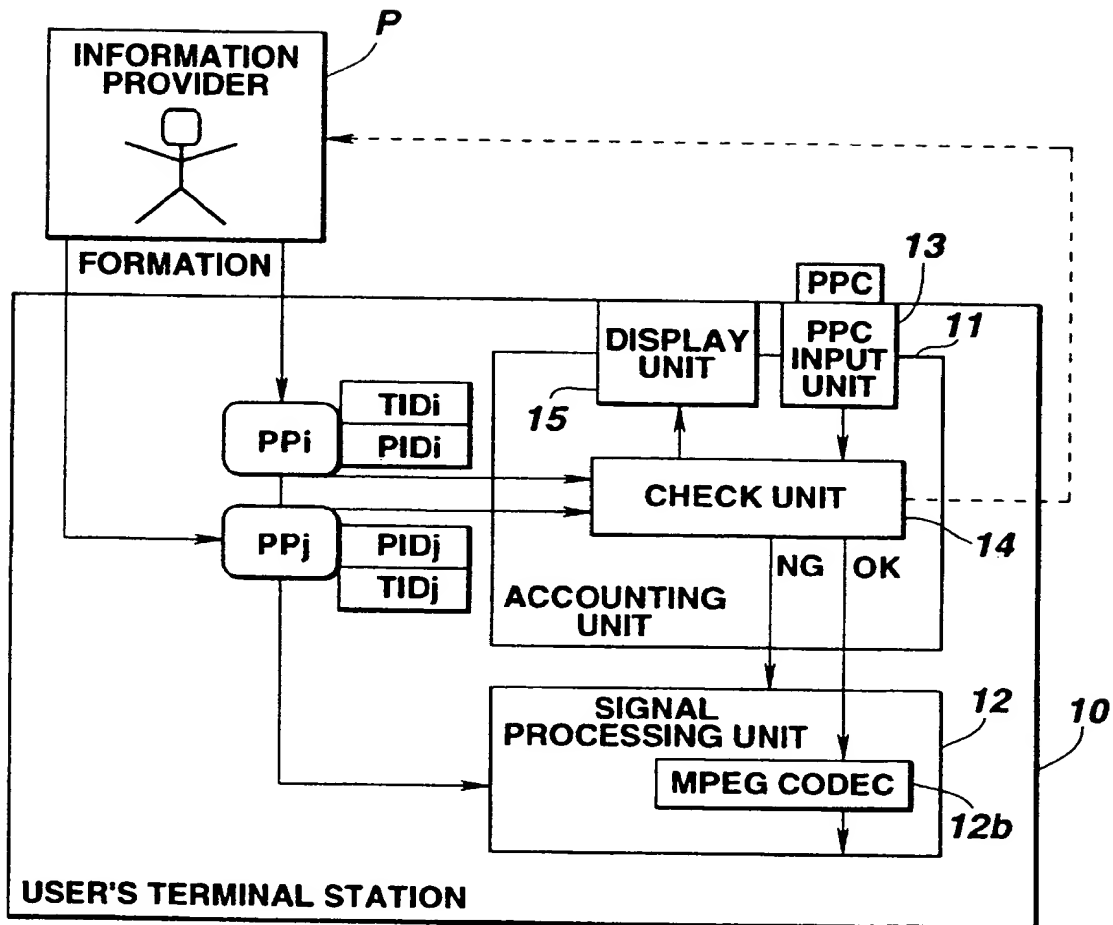 P
INFORMATION
PROVIDER
FORMATION
13
PPC
11
DISPLAY
UNIT
PPC
INPUT
UNIT
15
TIDi
PPi
PIDi
CHECK UNIT
14
PPj
PIDj
TIDj
NG
OK
ACCOUNTING
UNIT
SIGNAL
PROCESSING UNIT
12
10
MPEG CODEC
12b
USER'S TERMINAL STATION